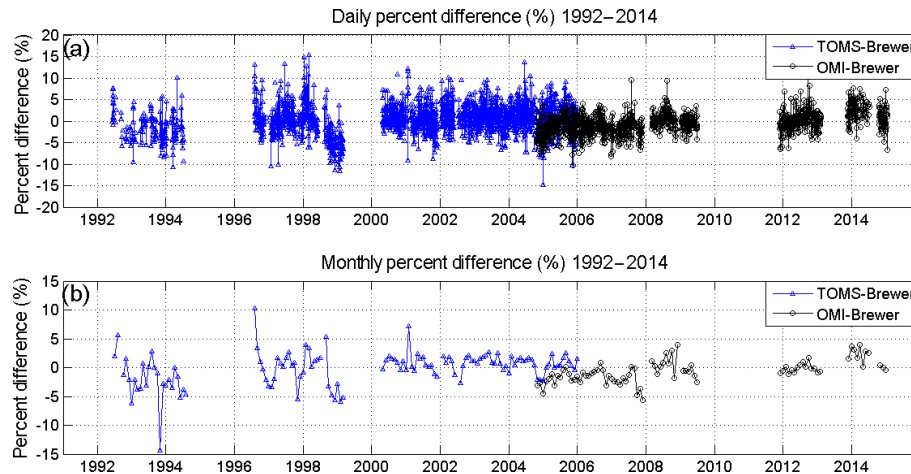 Daily percent difference (%) 1992−2014
(a)
Percent difference (%)
20
15
10
5
0
-5
-10
-15
-20
TOMS-Brewer
OMI-Brewer
1992 1994 1996 1998 2000 2002 2004 2006 2008 2010 2012 2014
Monthly percent difference (%) 1992−2014
(b)
Percent difference (%)
15
10
5
0
-5
-10
-15
TOMS-Brewer
OMI-Brewer
1992 1994 1996 1998 2000 2002 2004 2006 2008 2010 2012 2014